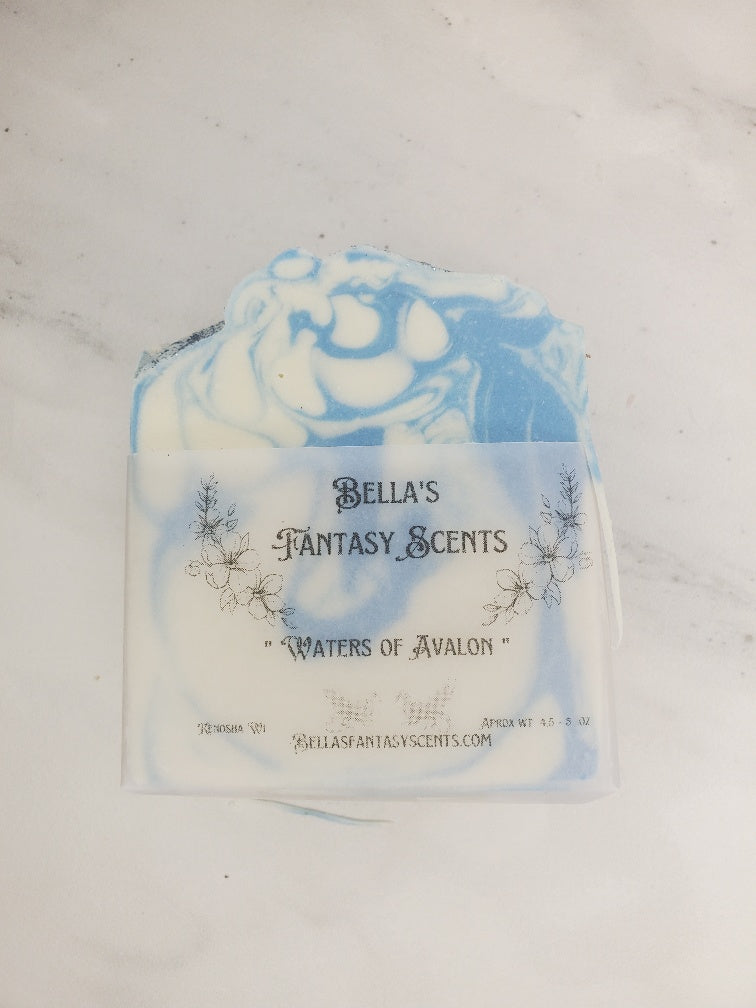 Bella's
Fantasy Scents
" Waters of Avalon "
Kenosha Wi
Aprox wt 4.5 - 5 oz
Bellasfantasyscents.com